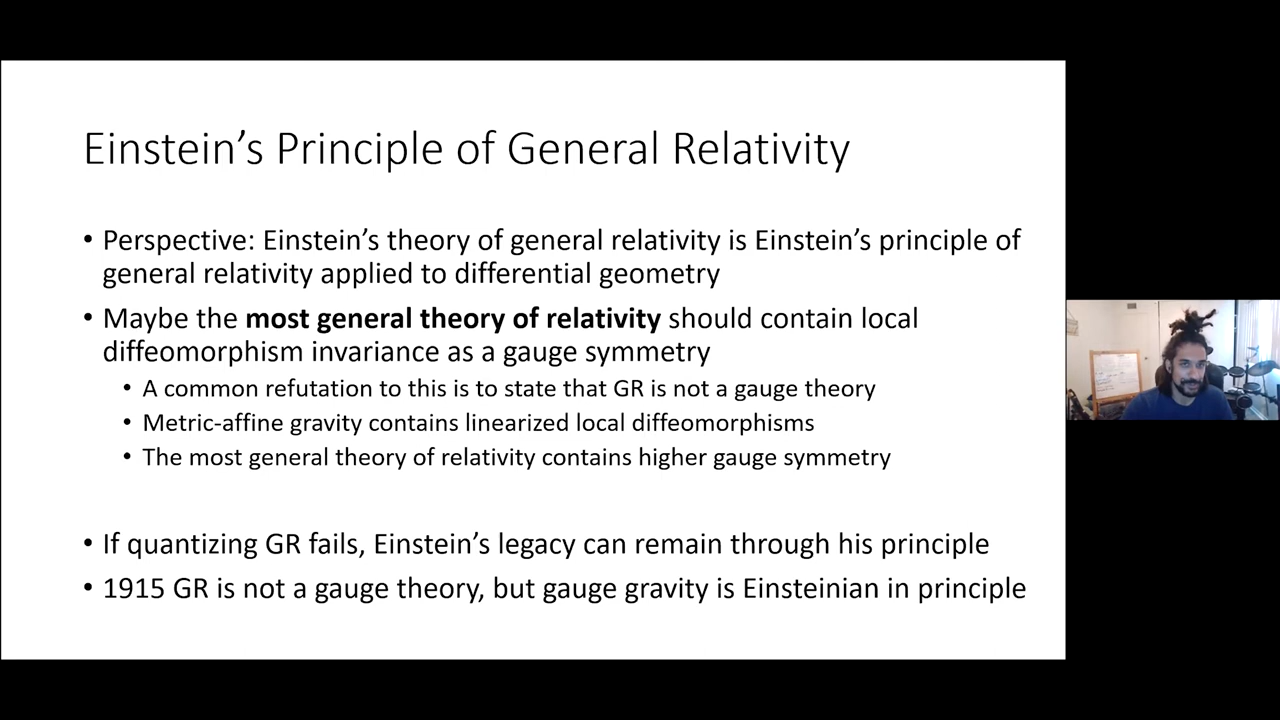 Einstein’s Principle of General Relativity
• Perspective: Einstein’s theory of general relativity is Einstein’s principle of
general relativity applied to differential geometry
• Maybe the most general theory of relativity should contain local
diffeomorphism invariance as a gauge symmetry
• A common refutation to this is to state that GR is not a gauge theory
• Metric-affine gravity contains linearized local diffeomorphisms
• The most general theory of relativity contains higher gauge symmetry
• If quantizing GR fails, Einstein’s legacy can remain through his principle
• 1915 GR is not a gauge theory, but gauge gravity is Einsteinian in principle